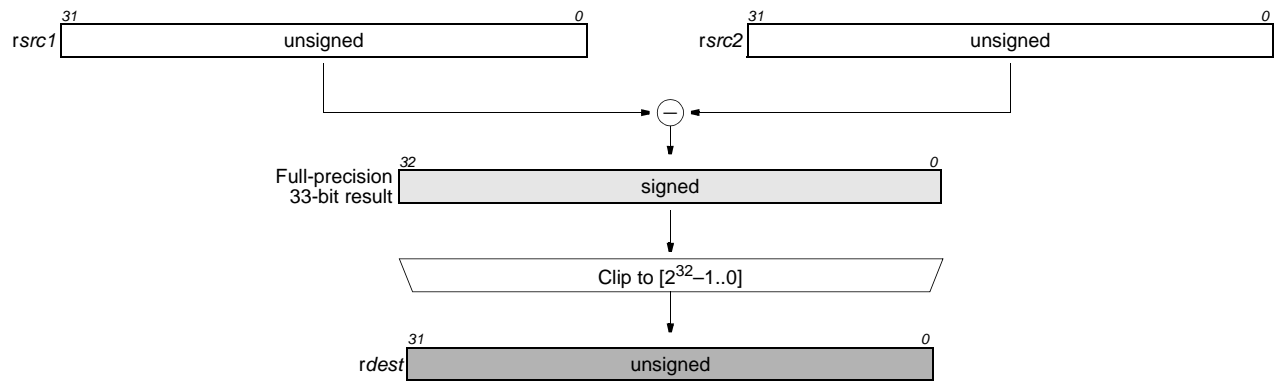 31 0 31 0
rsrc1 unsigned rsrc2 unsigned
−
32 0
Full-precision
33-bit result
signed
Clip to [2³²–1..0]
31 0
rdest unsigned